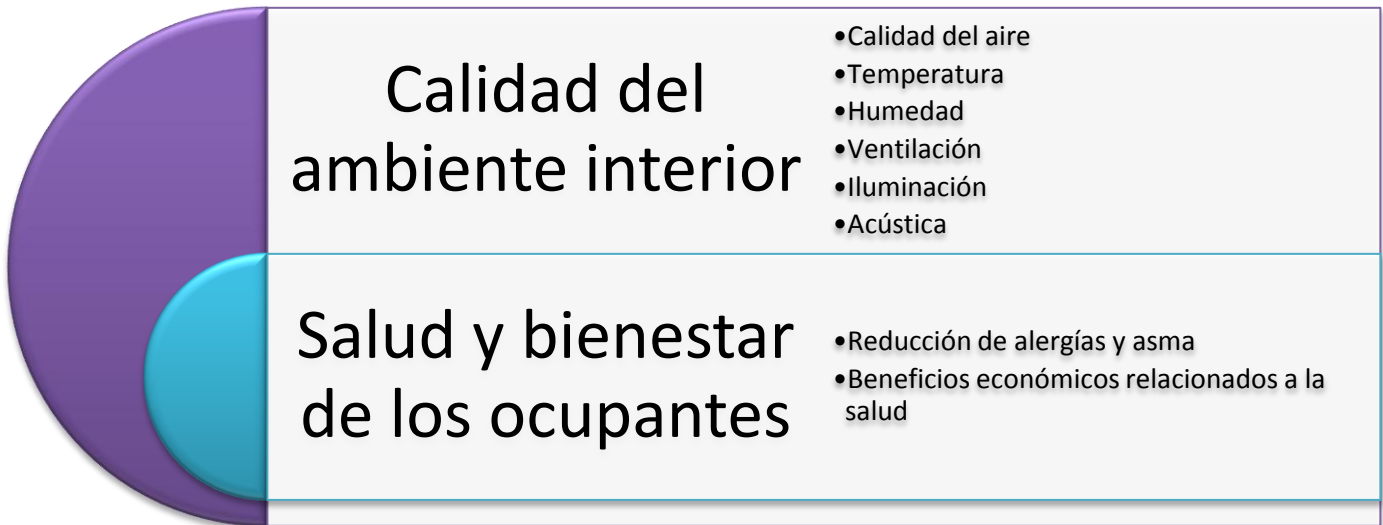 Calidad del
ambiente interior
•Calidad del aire
•Temperatura
•Humedad
•Ventilación
•Iluminación
•Acústica
Salud y bienestar
de los ocupantes
•Reducción de alergías y asma
•Beneficios económicos relacionados a la
salud